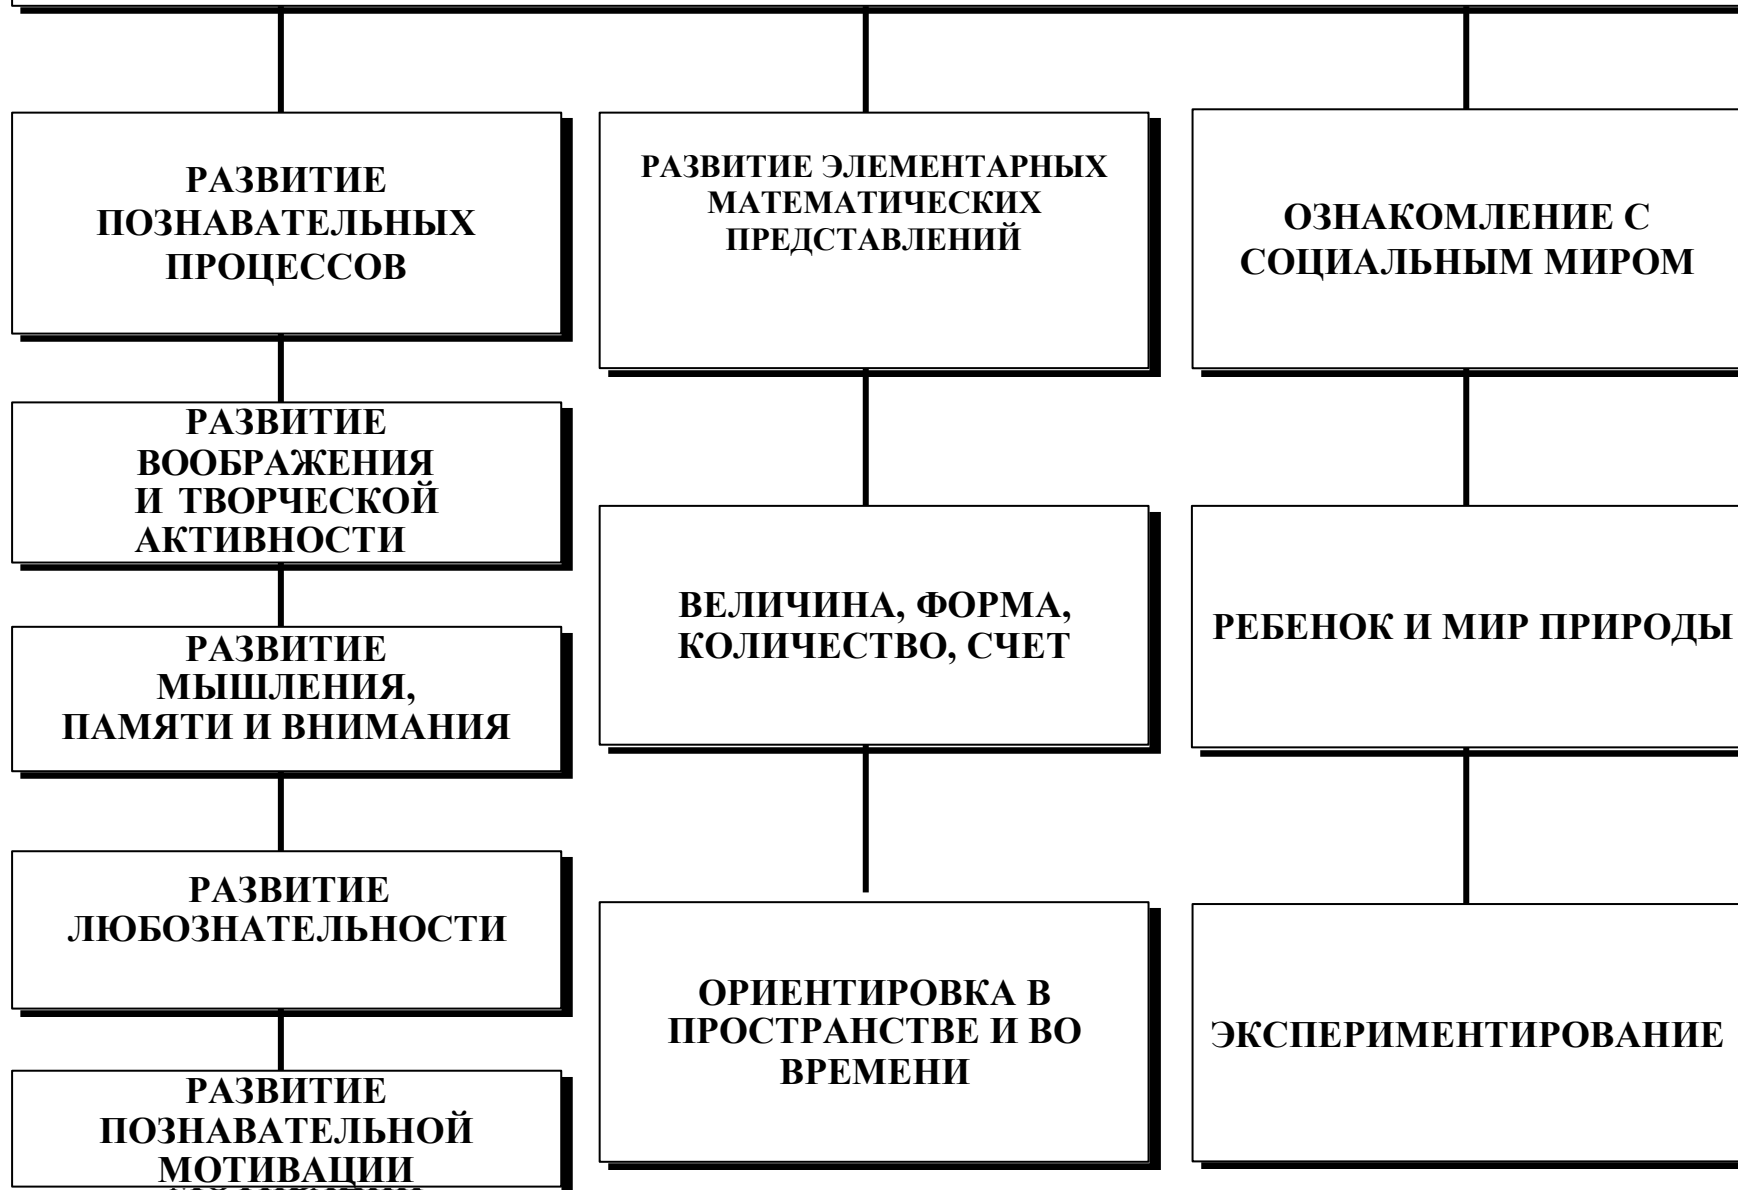 РАЗВИТИЕ
ПОЗНАВАТЕЛЬНЫХ
ПРОЦЕССОВ
РАЗВИТИЕ
ВООБРАЖЕНИЯ
И ТВОРЧЕСКОЙ
АКТИВНОСТИ
РАЗВИТИЕ
МЫШЛЕНИЯ,
ПАМЯТИ И ВНИМАНИЯ
РАЗВИТИЕ
ЛЮБОЗНАТЕЛЬНОСТИ
РАЗВИТИЕ
ПОЗНАВАТЕЛЬНОЙ
МОТИВАЦИИ
РАЗВИТИЕ ЭЛЕМЕНТАРНЫХ
МАТЕМАТИЧЕСКИХ
ПРЕДСТАВЛЕНИЙ
ВЕЛИЧИНА, ФОРМА,
КОЛИЧЕСТВО, СЧЕТ
ОРИЕНТИРОВКА В
ПРОСТРАНСТВЕ И ВО
ВРЕМЕНИ
ОЗНАКОМЛЕНИЕ С
СОЦИАЛЬНЫМ МИРОМ
РЕБЕНОК И МИР ПРИРОДЫ
ЭКСПЕРИМЕНТИРОВАНИЕ